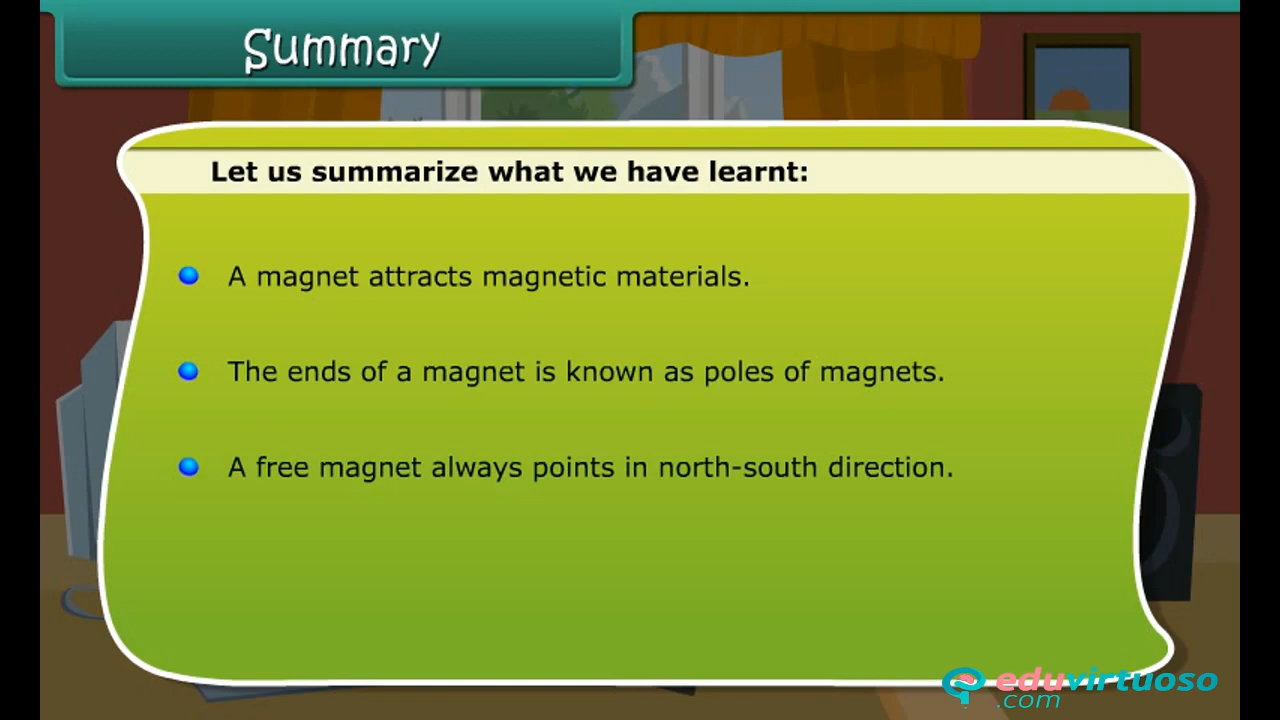 Summary
Let us summarize what we have learnt:
A magnet attracts magnetic materials.
The ends of a magnet is known as poles of magnets.
A free magnet always points in north-south direction.
eduvirtuoso
.com